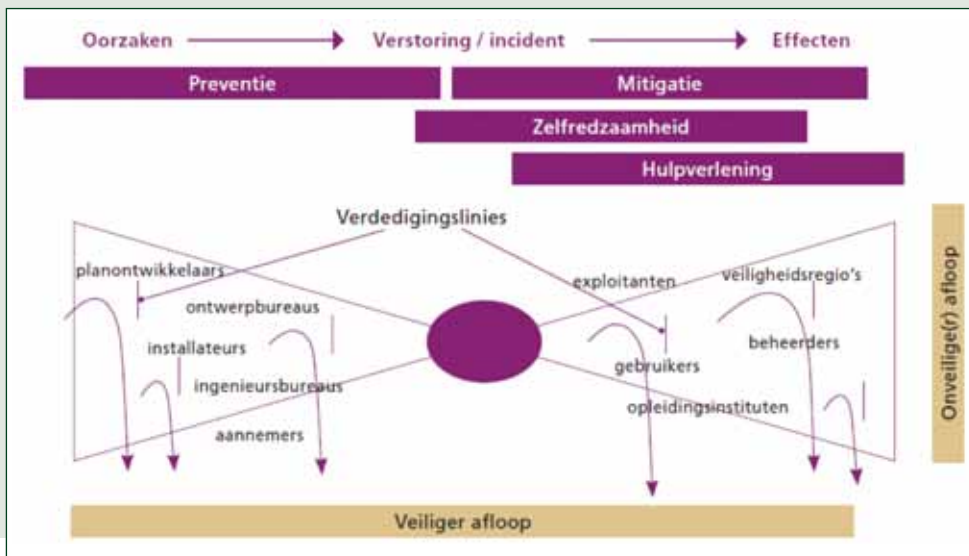 Oorzaken Verstoring / incident Effecten
Preventie Mitigatie
Zelfredzaamheid
Hulpverlening
Verdedigingslinies
planontwikkelaars exploitanten veiligheidsregio's
ontwerpbureaus
installateurs gebruikers beheerders
ingenieursbureaus
opleidingsinstituten
aannemers
Onveilige(r) afloop
Veiliger afloop